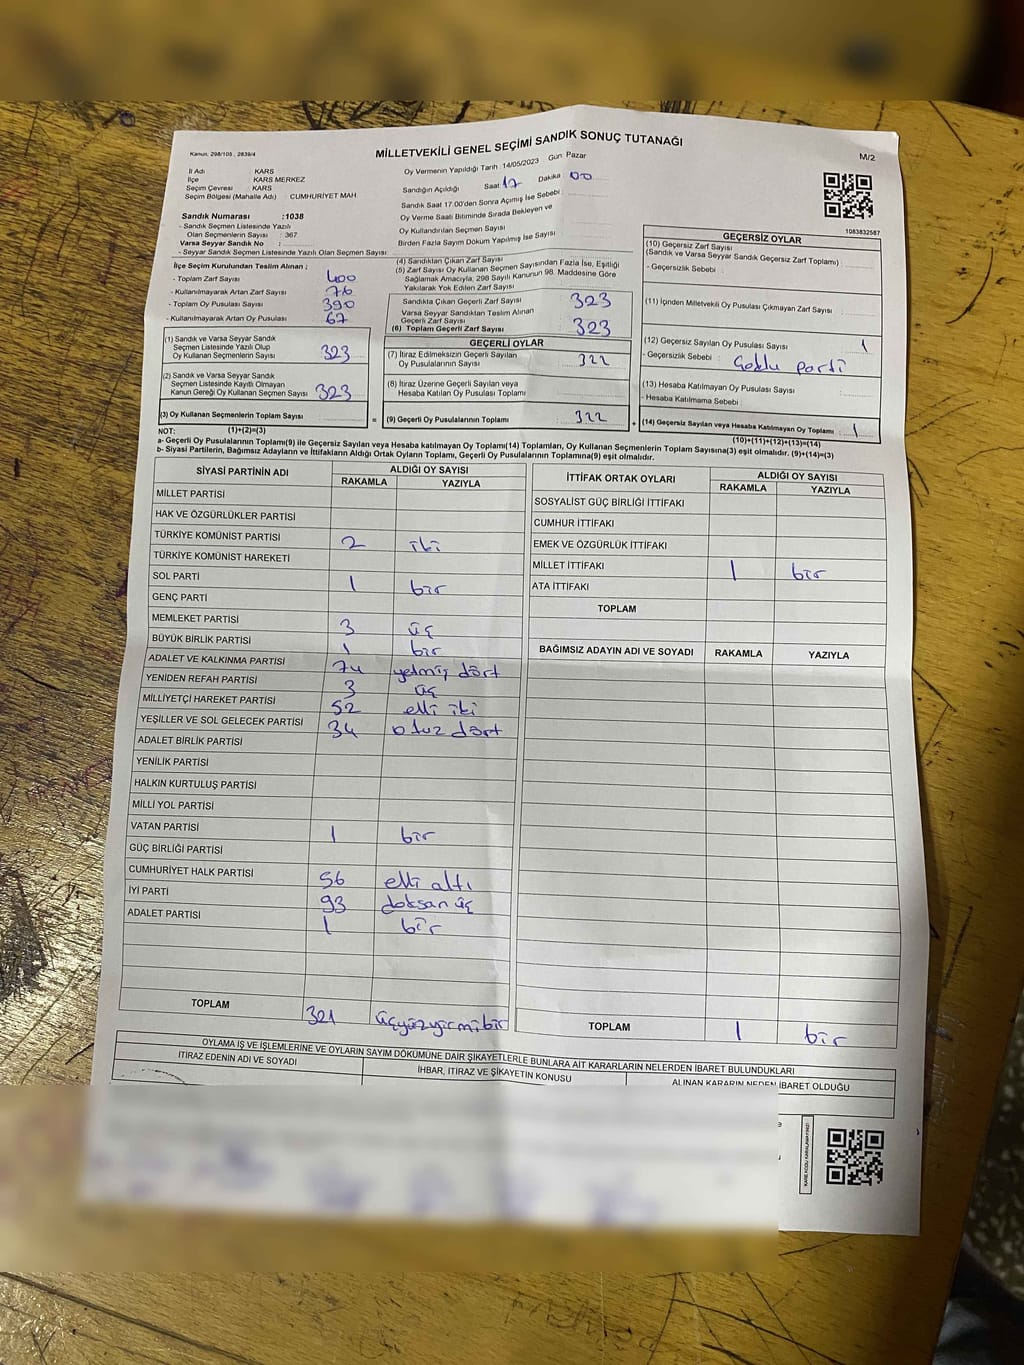 Kanun: 298/105 , 2839/4
MİLLETVEKİLİ GENEL SEÇİMİ SANDIK SONUÇ TUTANAĞI
M/2
İl Adı KARS
İlçe KARS MERKEZ
Seçim Çevresi KARS
Seçim Bölgesi (Mahalle Adı) : CUMHURİYET MAH.
Sandık Numarası :1038
- Sandık Seçmen Listesinde Yazılı
Olan Seçmenlerin Sayısı : 367
Varsa Seyyar Sandık No :
- Seyyar Sandık Seçmen Listesinde Yazılı Olan Seçmen Sayısı:
Oy Vermenin Yapıldığı Tarih :14/05/2023 Gün Pazar
Sandığın Açıldığı Saat: 17 Dakika 00
Sandık Saat 17.00'den Sonra Açımış İse Sebebi :
Oy Verme Saati Bitiminde Sırada Bekleyen ve
Oy Kullandırılan Seçmen Sayısı
Birden Fazla Sayım Döküm Yapılmış İse Sayısı
1083832587
İlçe Seçim Kurulundan Teslim Alınan ;
- Toplam Zarf Sayısı 400
- Kullanılmayarak Artan Zarf Sayısı 76
- Toplam Oy Pusulası Sayısı 390
- Kullanılmayarak Artan Oy Pusulası 67
(1) Sandık ve Varsa Seyyar Sandık
Seçmen Listesinde Yazılı Olup
Oy Kullanan Seçmenlerin Sayısı 323
(2) Sandık ve Varsa Seyyar Sandık
Seçmen Listesinde Kayıtlı Olmayan
Kanun Gereği Oy Kullanan Seçmen Sayısı 323
(3) Oy Kullanan Seçmenlerin Toplam Sayısı
(1)+(2)=(3)
(4) Sandıktan Çıkan Zarf Sayısı
(5) Zarf Sayısı Oy Kullanan Seçmen Sayısından Fazla İse, Eşitliği
Sağlamak Amacıyla, 298 Sayılı Kanunun 98. Maddesine Göre
Yakılarak Yok Edilen Zarf Sayısı
Sandıkta Çıkan Geçerli Zarf Sayısı 323
Varsa Seyyar Sandıktan Teslim Alınan
Geçerli Zarf Sayısı
(6) Toplam Geçerli Zarf Sayısı 323
GEÇERLİ OYLAR
(7) İtiraz Edilmeksizin Geçerli Sayılan
Oy Pusulalarının Sayısı : 322
(8) İtiraz Üzerine Geçerli Sayılan veya
Hesaba Katılan Oy Pusulası Toplamı
= (9) Geçerli Oy Pusulalarının Toplamı : 322
GEÇERSİZ OYLAR
(10) Geçersiz Zarf Sayısı
(Sandık ve Varsa Seyyar Sandık Geçersiz Zarf Toplamı) :
- Geçersizlik Sebebi :
(11) İçinden Milletvekili Oy Pusulası Çıkmayan Zarf Sayısı :
(12) Geçersiz Sayılan Oy Pusulası Sayısı : 1
- Geçersizlik Sebebi : Çoklu parti
(13) Hesaba Katılmayan Oy Pusulası Sayısı :
- Hesaba Katılmama Sebebi :
+ (14) Geçersiz Sayılan veya Hesaba Katılmayan Oy Toplamı : 1
(10)+(11)+(12)+(13)=(14)
NOT:
a- Geçerli Oy Pusulalarının Toplamı(9) ile Geçersiz Sayılan veya Hesaba katılmayan Oy Toplam(14) Toplamları, Oy Kullanan Seçmenlerin Toplam Sayısına(3) eşit olmalıdır. (9)+(14)=(3)
b- Siyasi Partilerin, Bağımsız Adayların ve İttifakların Aldığı Ortak Oyların Toplamı, Geçerli Oy Pusulalarının Toplamına(9) eşit olmalıdır.
SİYASİ PARTİNİN ADI ALDIĞI OY SAYISI
RAKAMLA YAZIYLA
MİLLET PARTİSİ
HAK VE ÖZGÜRLÜKLER PARTİSİ
TÜRKİYE KOMÜNİST PARTİSİ 2 iki
TÜRKİYE KOMÜNİST HAREKETİ
SOL PARTİ 1 bir
GENÇ PARTİ
MEMLEKET PARTİSİ 3 üç
BÜYÜK BİRLİK PARTİSİ 1 bir
ADALET VE KALKINMA PARTİSİ 74 yetmiş dört
YENİDEN REFAH PARTİSİ 3 üç
MİLLİYETÇİ HAREKET PARTİSİ 52 elli iki
YEŞİLLER VE SOL GELECEK PARTİSİ 34 otuz dört
ADALET BİRLİK PARTİSİ
YENİLİK PARTİSİ
HALKIN KURTULUŞ PARTİSİ
MİLLİ YOL PARTİSİ
VATAN PARTİSİ 1 bir
GÜÇ BİRLİĞİ PARTİSİ
CUMHURİYET HALK PARTİSİ 56 elli altı
İYİ PARTİ 93 doksan üç
ADALET PARTİSİ 1 bir
TOPLAM 321 üçyüzyirmibir
İTTİFAK ORTAK OYLARI ALDIĞI OY SAYISI
RAKAMLA YAZIYLA
SOSYALİST GÜÇ BİRLİĞİ İTTİFAKI
CUMHUR İTTİFAKI
EMEK VE ÖZGÜRLÜK İTTİFAKI
MİLLET İTTİFAKI 1 bir
ATA İTTİFAKI
TOPLAM
BAĞIMSIZ ADAYIN ADI VE SOYADI RAKAMLA YAZIYLA
TOPLAM 1 bir
OYLAMA İŞ VE İŞLEMLERİNE VE OYLARIN SAYIM DÖKÜMÜNE DAİR ŞİKAYETLERLE BUNLARA AİT KARARLARIN NELERDEN İBARET BULUNDUKLARI
İTİRAZ EDENİN ADI VE SOYADI
İHBAR, İTİRAZ VE ŞİKAYETİN KONUSU
ALINAN KARARIN NEDEN İBARET OLDUĞU